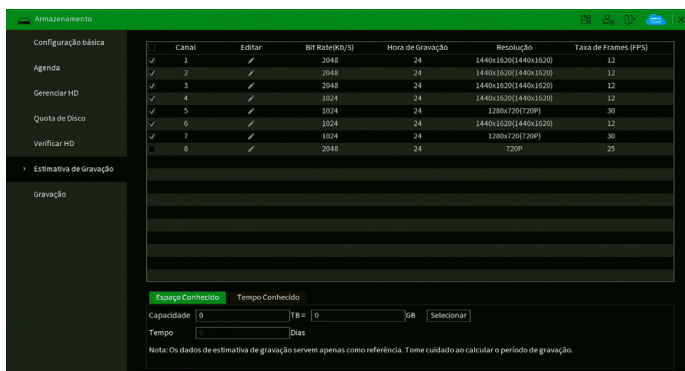 Armazenamento
Configuração básica
Agenda
Gerenciar HD
Quota de Disco
Verificar HD
> Estimativa de Gravação
Gravação
Canal Editar Bit Rate(Kb/S) Hora de Gravação Resolução Taxa de Frames (FPS)
1 2048 24 1440x1620(1440x1620) 12
2 2048 24 1440x1620(1440x1620) 12
3 2048 24 1440x1620(1440x1620) 12
4 1024 24 1440x1620(1440x1620) 12
5 1024 24 1280x720(720P) 30
6 1024 24 1440x1620(1440x1620) 12
7 1024 24 1280x720(720P) 30
8 2048 24 720P 25
Espaço Conhecido Tempo Conhecido
Capacidade 0 TB = 0 GB Selecionar
Tempo 0 Dias
Nota: Os dados de estimativa de gravação servem apenas como referência. Tome cuidado ao calcular o período de gravação.